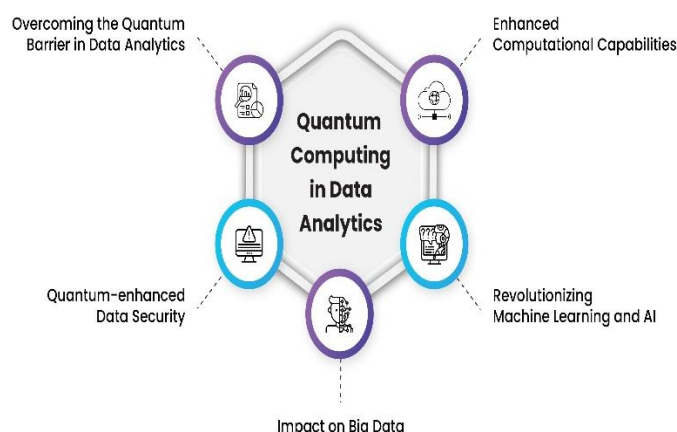 Overcoming the Quantum
Barrier in Data Analytics
Enhanced
Computational Capabilities
Quantum
Computing
in Data
Analytics
Quantum-enhanced
Data Security
Revolutionizing
Machine Learning and AI
Impact on Big Data